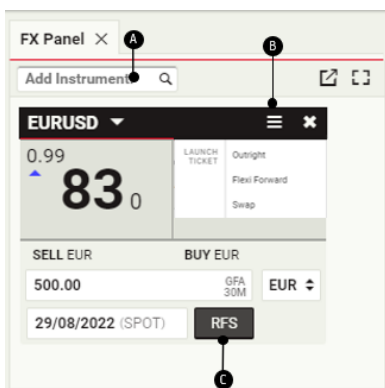 FX Panel
A
B
Add Instrument
EURUSD
0.99
83 0
LAUNCH TICKET
Outright
Flexi Forward
Swap
SELL EUR BUY EUR
500.00 GFA 30M EUR
29/08/2022 (SPOT) RFS
C